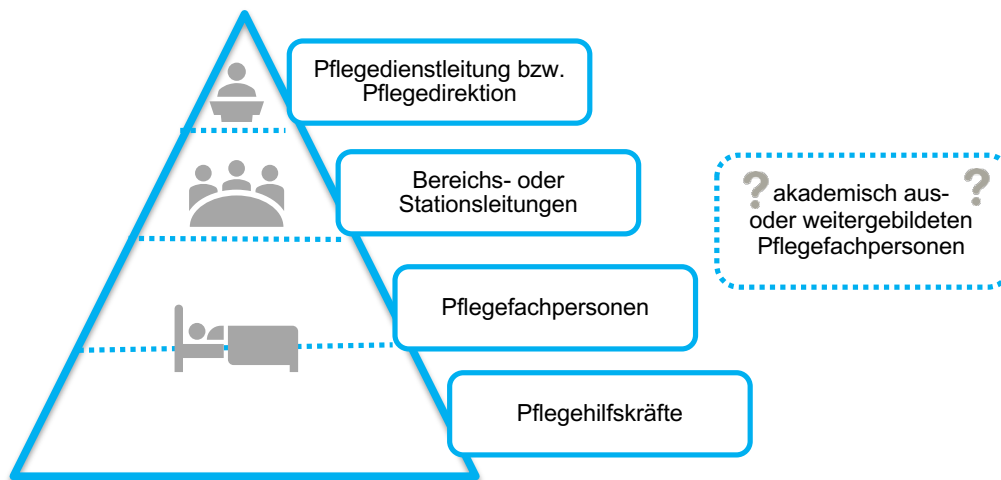 Pflegedienstleitung bzw.
Pflegedirektion
Bereichs- oder
Stationsleitungen
? akademisch aus- ?
oder weitergebildeten
Pflegefachpersonen
Pflegefachpersonen
Pflegehilfskräfte